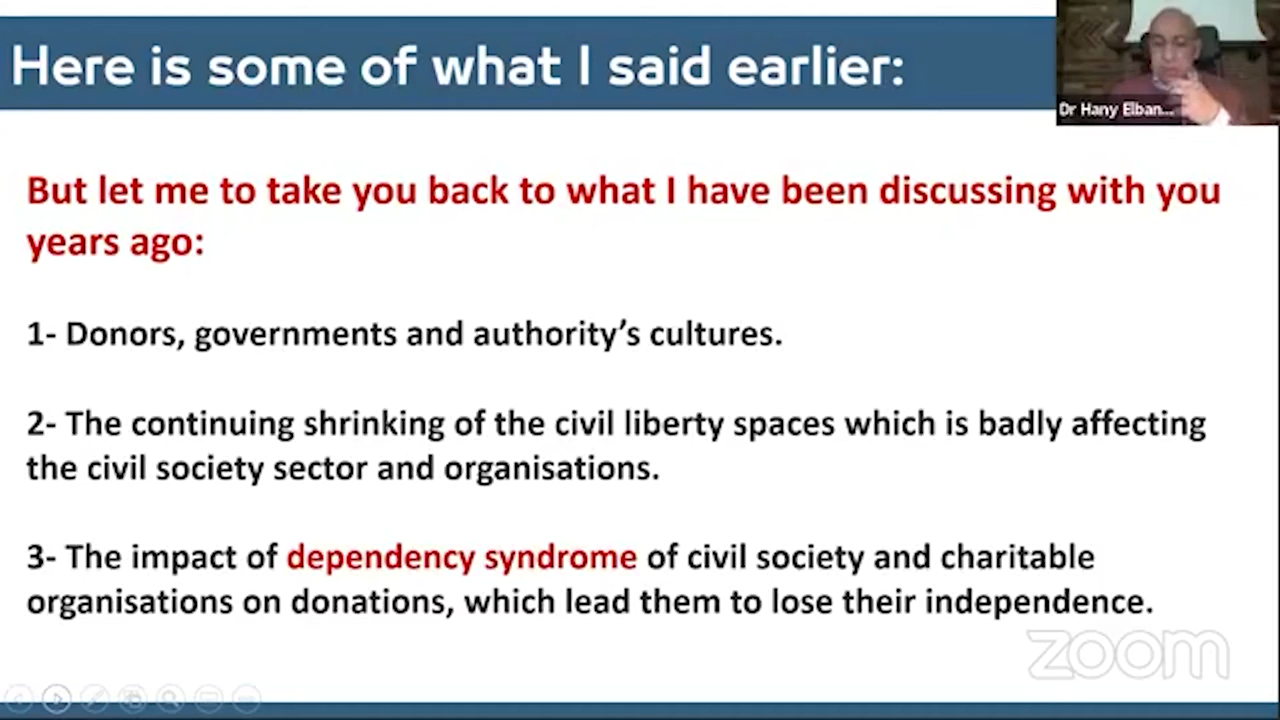 Here is some of what I said earlier:
Dr Hany Elban...
But let me to take you back to what I have been discussing with you
years ago:
1- Donors, governments and authority’s cultures.
2- The continuing shrinking of the civil liberty spaces which is badly affecting
the civil society sector and organisations.
3- The impact of dependency syndrome of civil society and charitable
organisations on donations, which lead them to lose their independence.
zoom